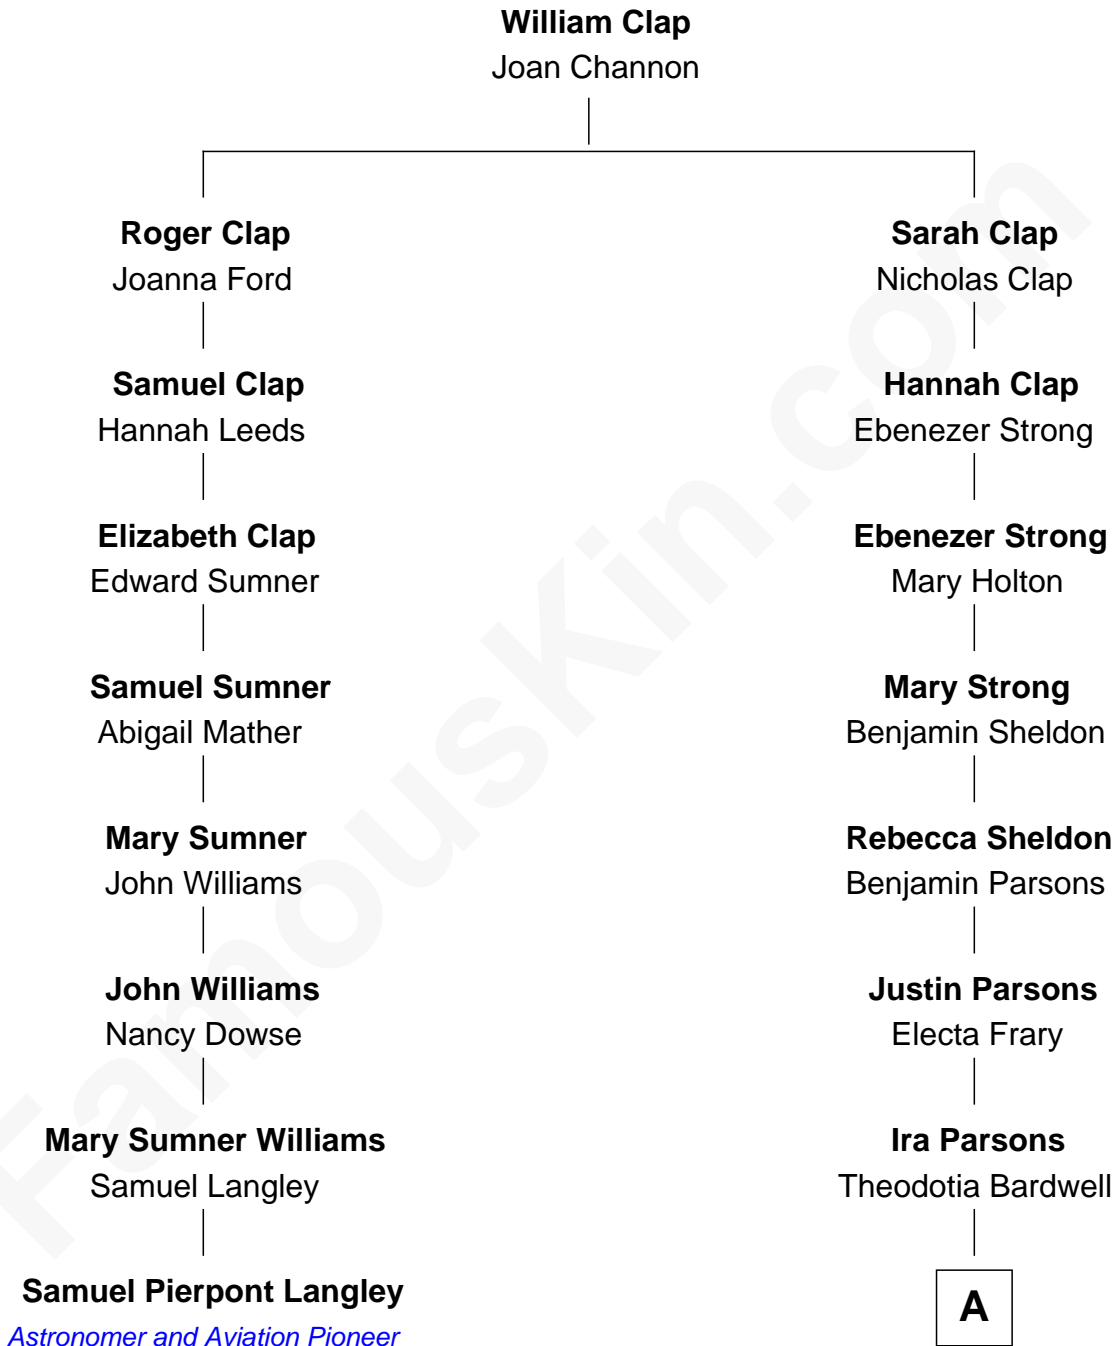 William Clap
Joan Channon
Roger Clap
Joanna Ford
Samuel Clap
Hannah Leeds
Elizabeth Clap
Edward Sumner
Samuel Sumner
Abigail Mather
Mary Sumner
John Williams
John Williams
Nancy Dowse
Mary Sumner Williams
Samuel Langley
Samuel Pierpont Langley
Astronomer and Aviation Pioneer
Sarah Clap
Nicholas Clap
Hannah Clap
Ebenezer Strong
Ebenezer Strong
Mary Holton
Mary Strong
Benjamin Sheldon
Rebecca Sheldon
Benjamin Parsons
Justin Parsons
Electa Frary
Ira Parsons
Theodotia Bardwell
A
FamousKin.com